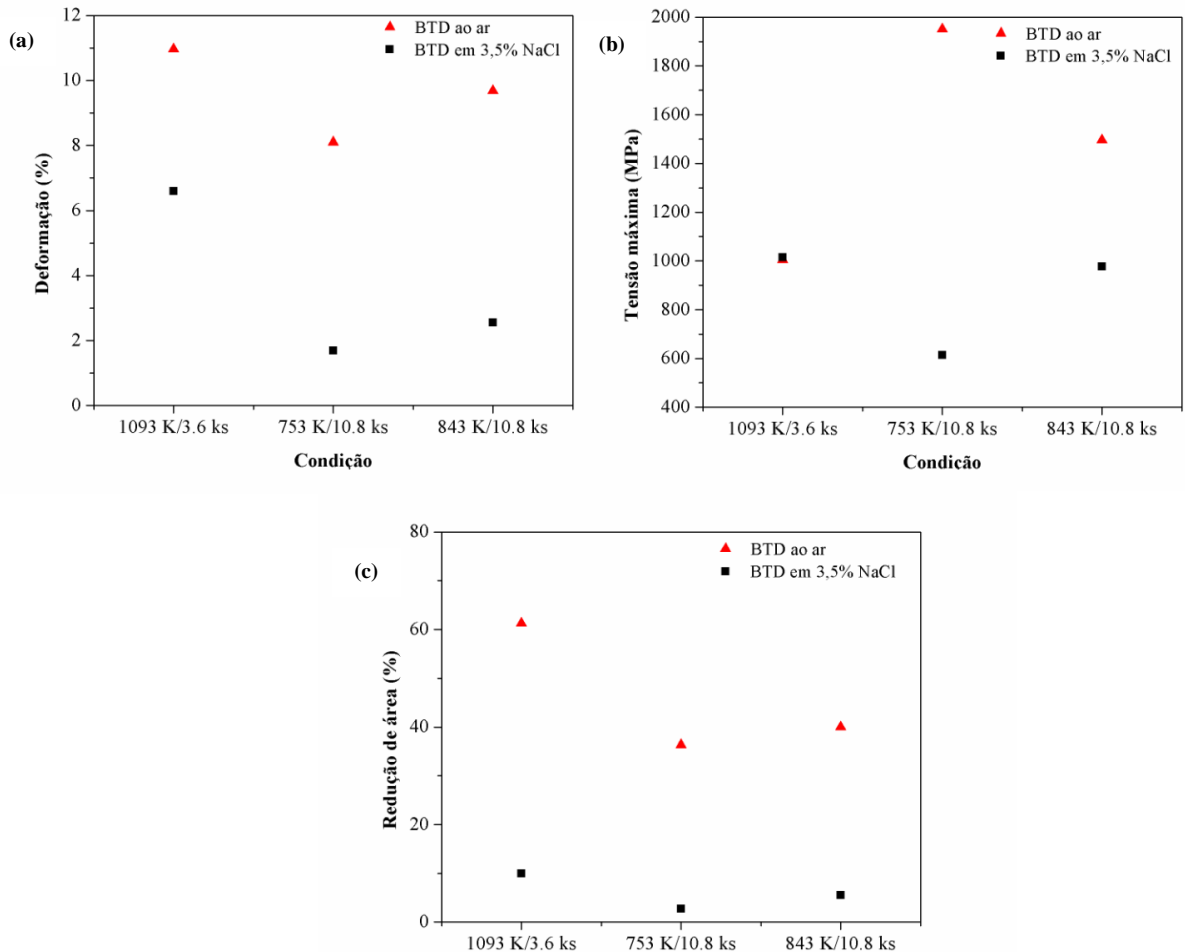 (a)
BTD ao ar
BTD em 3,5% NaCl
12
10
8
6
4
2
0
Deformação (%)
1093 K/3.6 ks
753 K/10.8 ks
843 K/10.8 ks
Condição
(b)
BTD ao ar
BTD em 3,5% NaCl
2000
1800
1600
1400
1200
1000
800
600
400
Tensão máxima (MPa)
1093 K/3.6 ks
753 K/10.8 ks
843 K/10.8 ks
Condição
(c)
BTD ao ar
BTD em 3,5% NaCl
80
60
40
20
0
Redução de área (%)
1093 K/3.6 ks
753 K/10.8 ks
843 K/10.8 ks